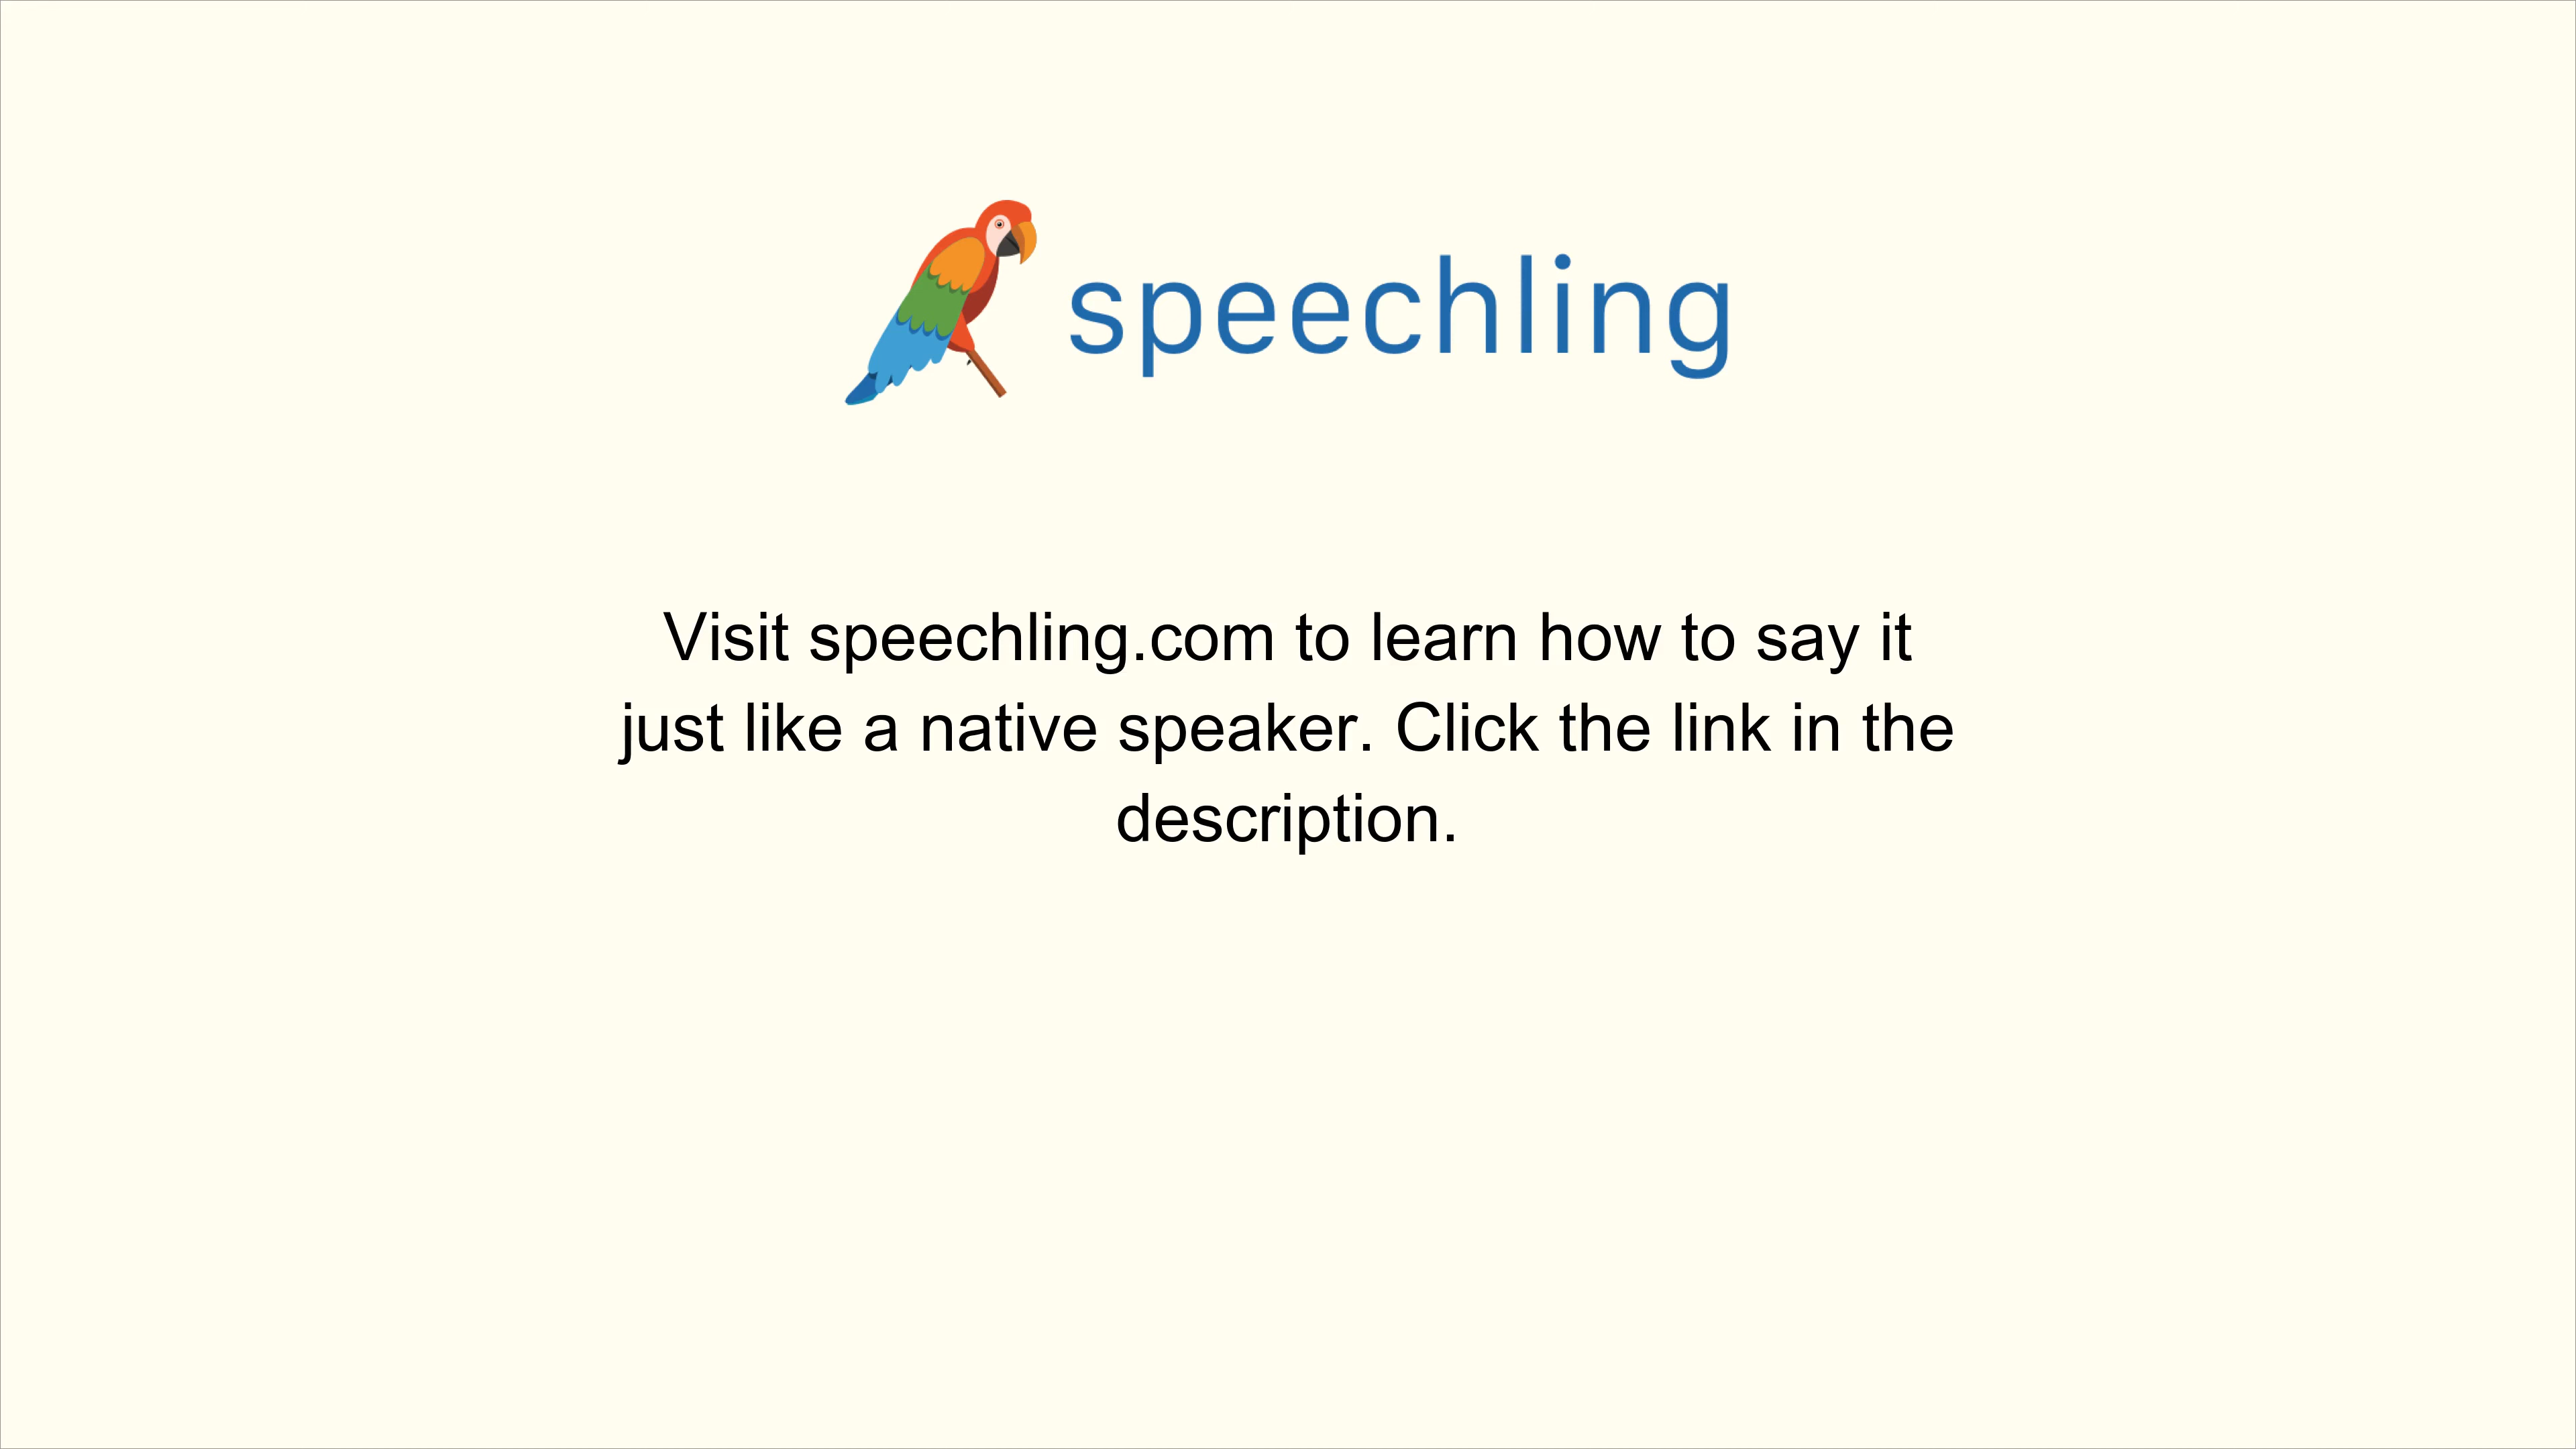 speechling
Visit speechling.com to learn how to say it
just like a native speaker. Click the link in the
description.